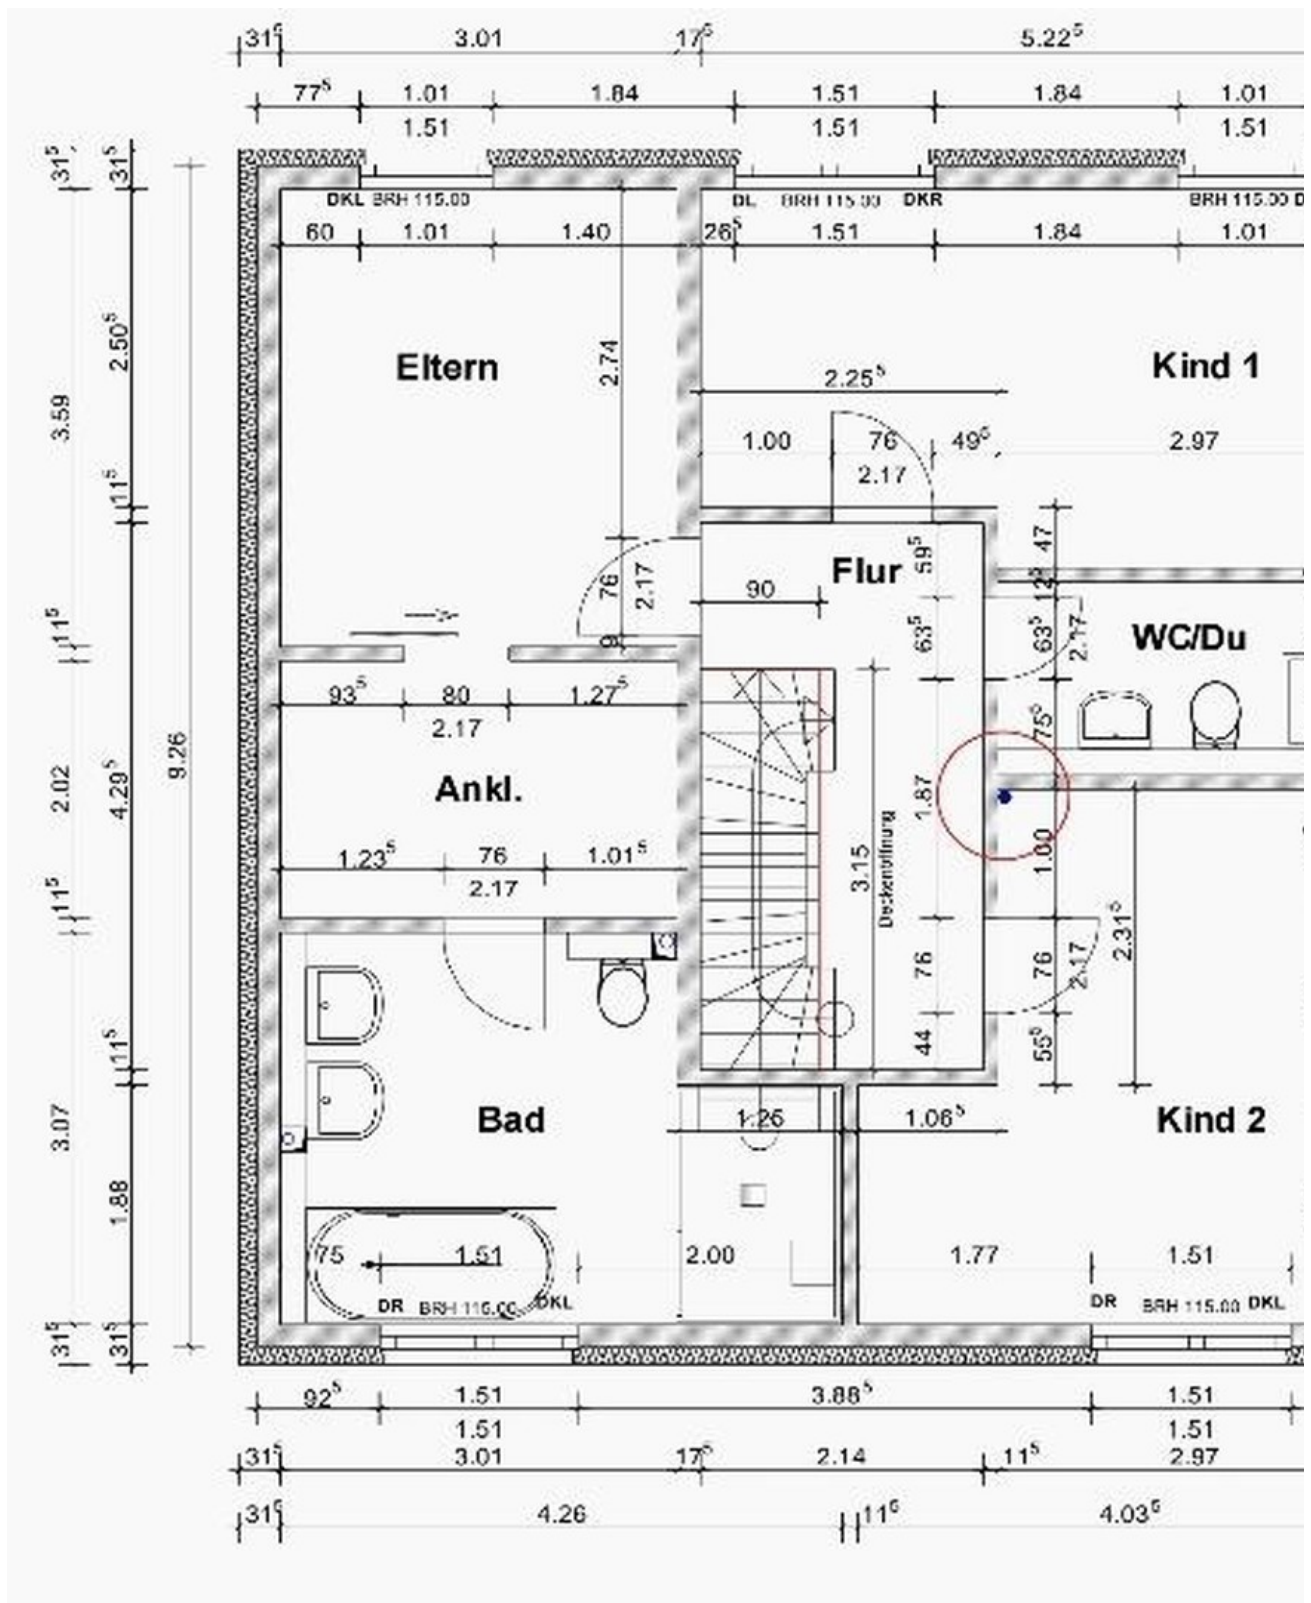 31⁵ 3.01 17⁵ 5.22⁵
77⁵ 1.01 1.84 1.51 1.84 1.01
1.51 1.51 1.51
31⁵ 31⁵
DKL BRH 115.00 DL BRH 115.00 DKR BRH 115.00 D
60 1.01 1.40 26⁵ 1.51 1.84 1.01
2.50⁵
2.74
Eltern Kind 1
2.25⁵
3.59
1.00 76 49⁵ 2.97
2.17
11⁵
47
Flur
59⁵
12⁵
76 2.17
90
11⁵
9
63⁵ 63⁵ 2.17
WC/Du
93⁵ 80 1.27⁵
2.17
75⁵
9.26
2.02 4.29⁵
Ankl.
1.87
1.00
3.15
Deckenöffnung
1.23⁵ 76 1.01⁵
2.17
11⁵
2.31⁵
76 76 2.17
11⁵
44 55⁵
3.07
Bad Kind 2
1.26 1.06⁵
1.88
75 1.51 2.00 1.77 1.51
DR BRH 115.00 DKL DR BRH 115.00 DKL
31⁵ 31⁵
92⁵ 1.51 3.88⁵ 1.51
1.51 1.51
31⁵ 3.01 17⁵ 2.14 11⁵ 2.97
31⁵ 4.26 11⁵ 4.03⁵